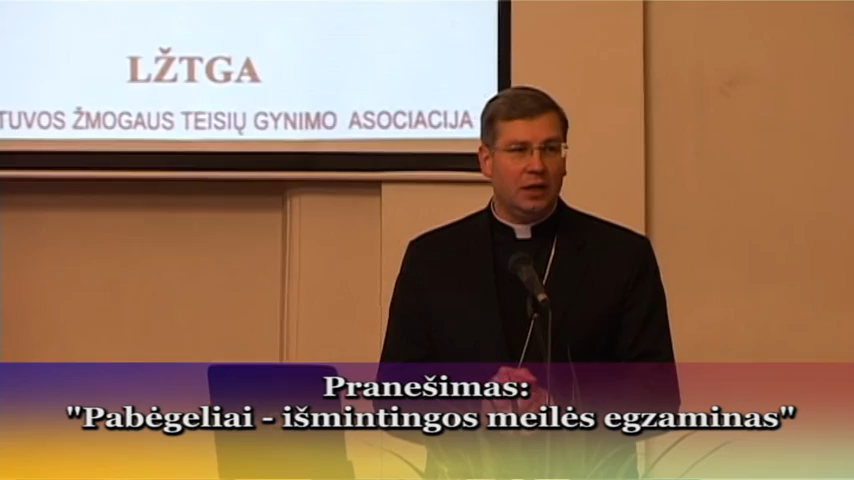 LŽTGA
TUVOS ŽMOGAUS TEISIŲ GYNIMO ASOCIACIJA
Pranešimas:
"Pabėgeliai - išmintingos meilės egzaminas"